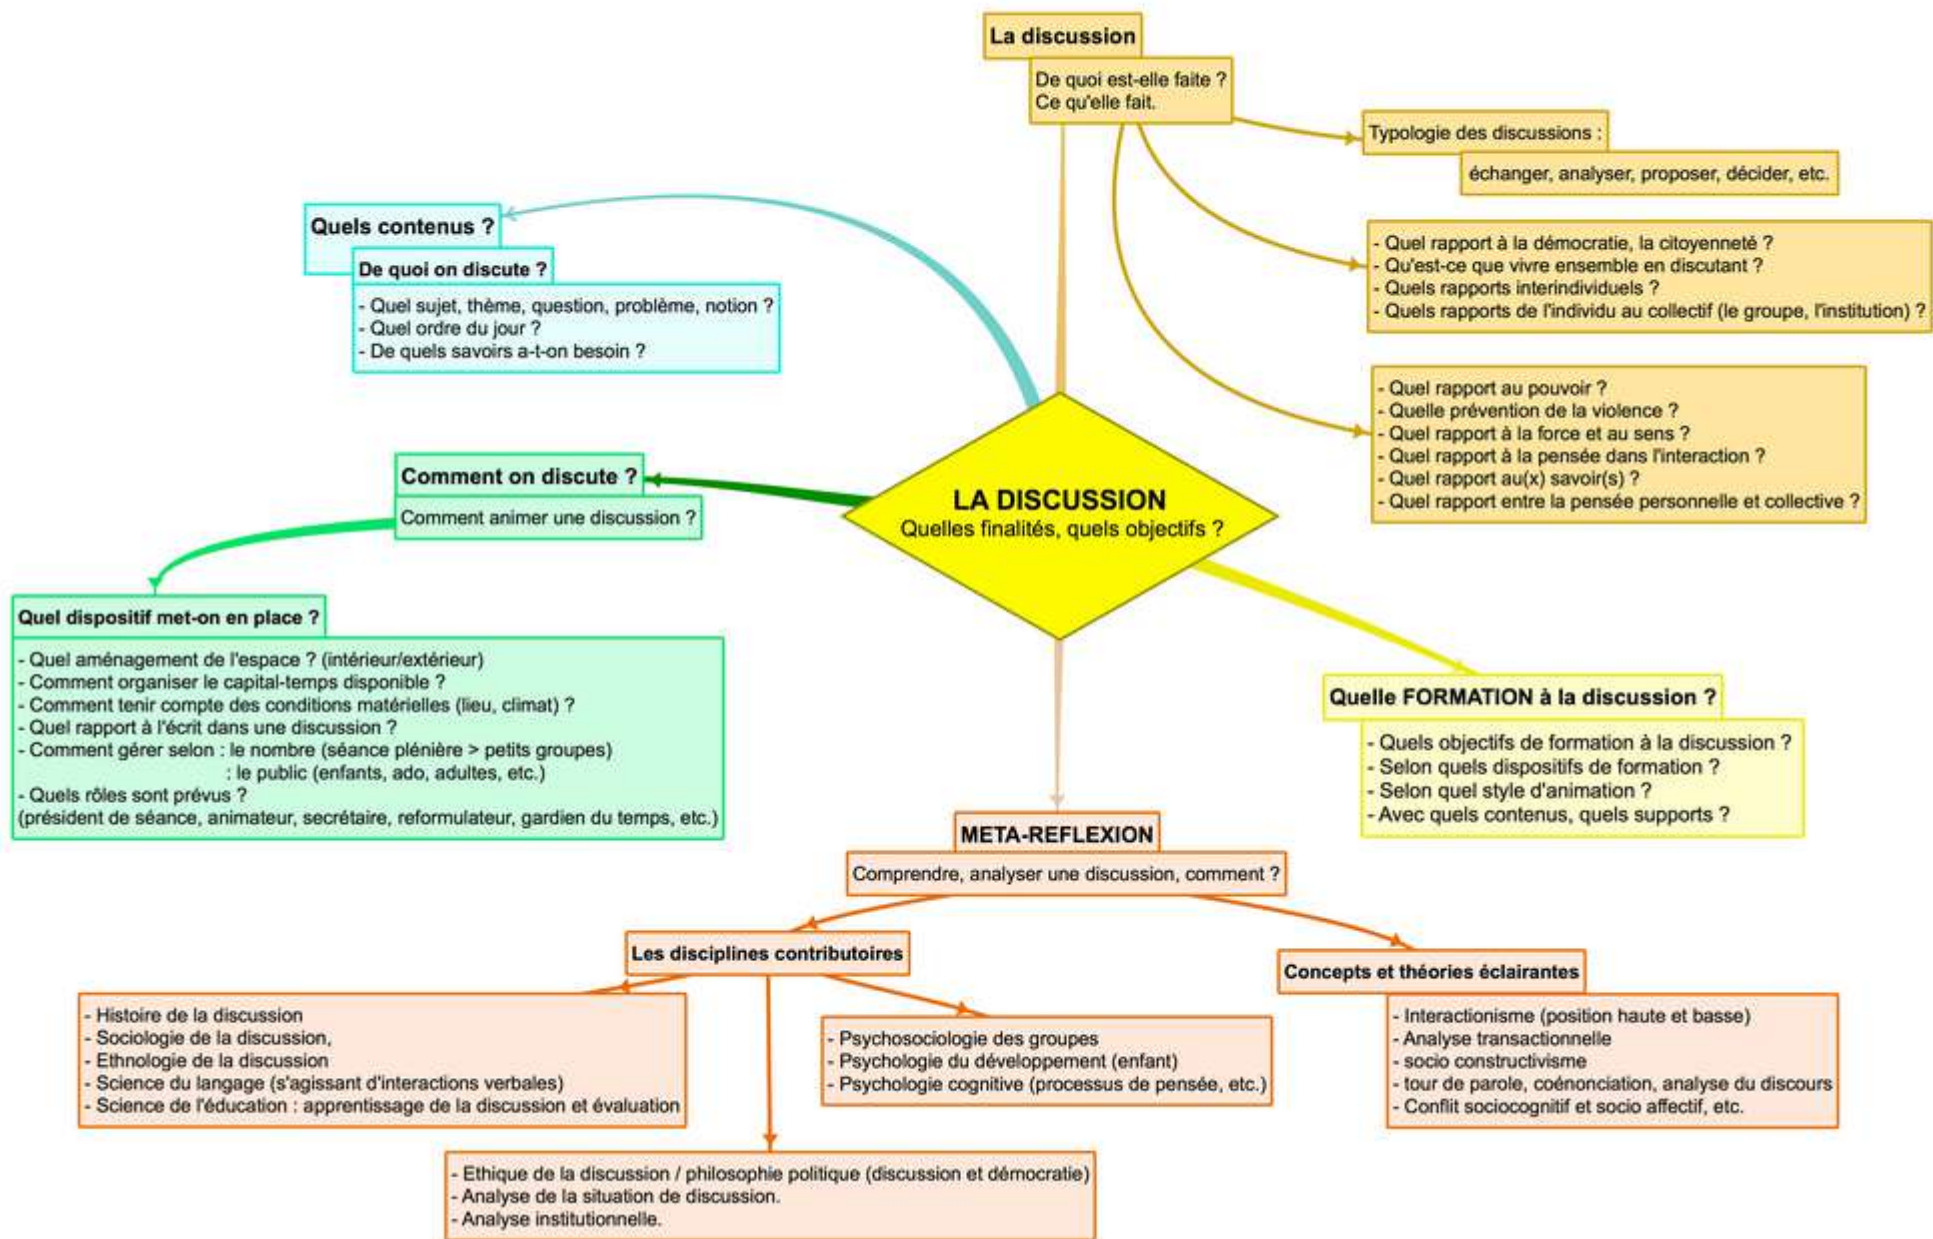 La discussion
De quoi est-elle faite ?
Ce qu'elle fait.
Typologie des discussions :
échanger, analyser, proposer, décider, etc.
- Quel rapport à la démocratie, la citoyenneté ?
- Qu'est-ce que vivre ensemble en discutant ?
- Quels rapports interindividuels ?
- Quels rapports de l'individu au collectif (le groupe, l'institution) ?
- Quel rapport au pouvoir ?
- Quelle prévention de la violence ?
- Quel rapport à la force et au sens ?
- Quel rapport à la pensée dans l'interaction ?
- Quel rapport au(x) savoir(s) ?
- Quel rapport entre la pensée personnelle et collective ?
Quels contenus ?
De quoi on discute ?
- Quel sujet, thème, question, problème, notion ?
- Quel ordre du jour ?
- De quels savoirs a-t-on besoin ?
Comment on discute ?
Comment animer une discussion ?
LA DISCUSSION
Quelles finalités, quels objectifs ?
Quel dispositif met-on en place ?
- Quel aménagement de l'espace ? (intérieur/extérieur)
- Comment organiser le capital-temps disponible ?
- Comment tenir compte des conditions matérielles (lieu, climat) ?
- Quel rapport à l'écrit dans une discussion ?
- Comment gérer selon : le nombre (séance plénière > petits groupes)
: le public (enfants, ado, adultes, etc.)
- Quels rôles sont prévus ?
(président de séance, animateur, secrétaire, reformulateur, gardien du temps, etc.)
Quelle FORMATION à la discussion ?
- Quels objectifs de formation à la discussion ?
- Selon quels dispositifs de formation ?
- Selon quel style d'animation ?
- Avec quels contenus, quels supports ?
META-REFLEXION
Comprendre, analyser une discussion, comment ?
Les disciplines contributoires
- Histoire de la discussion
- Sociologie de la discussion,
- Ethnologie de la discussion
- Science du langage (s'agissant d'interactions verbales)
- Science de l'éducation : apprentissage de la discussion et évaluation
- Psychosociologie des groupes
- Psychologie du développement (enfant)
- Psychologie cognitive (processus de pensée, etc.)
- Ethique de la discussion / philosophie politique (discussion et démocratie)
- Analyse de la situation de discussion.
- Analyse institutionnelle.
Concepts et théories éclairantes
- Interactionisme (position haute et basse)
- Analyse transactionnelle
- socio constructivisme
- tour de parole, coénonciation, analyse du discours
- Conflit sociocognitif et socio affectif, etc.